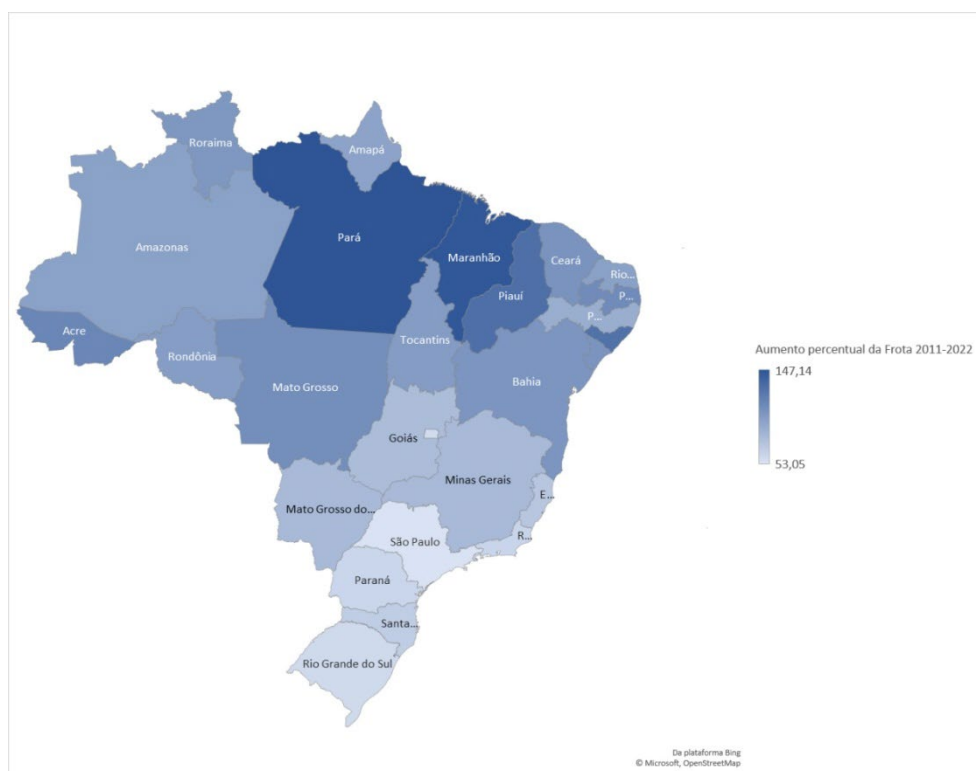 Roraima
Amapá
Amazonas
Pará
Maranhão
Ceará
Rio...
P...
Piauí
P...
Acre
Rondônia
Tocantins
Mato Grosso
Bahia
Goiás
Minas Gerais
E...
Mato Grosso do...
São Paulo
R...
Paraná
Santa...
Rio Grande do Sul
Aumento percentual da Frota 2011-2022
147,14
53,05
Da plataforma Bing
© Microsoft, OpenStreetMap